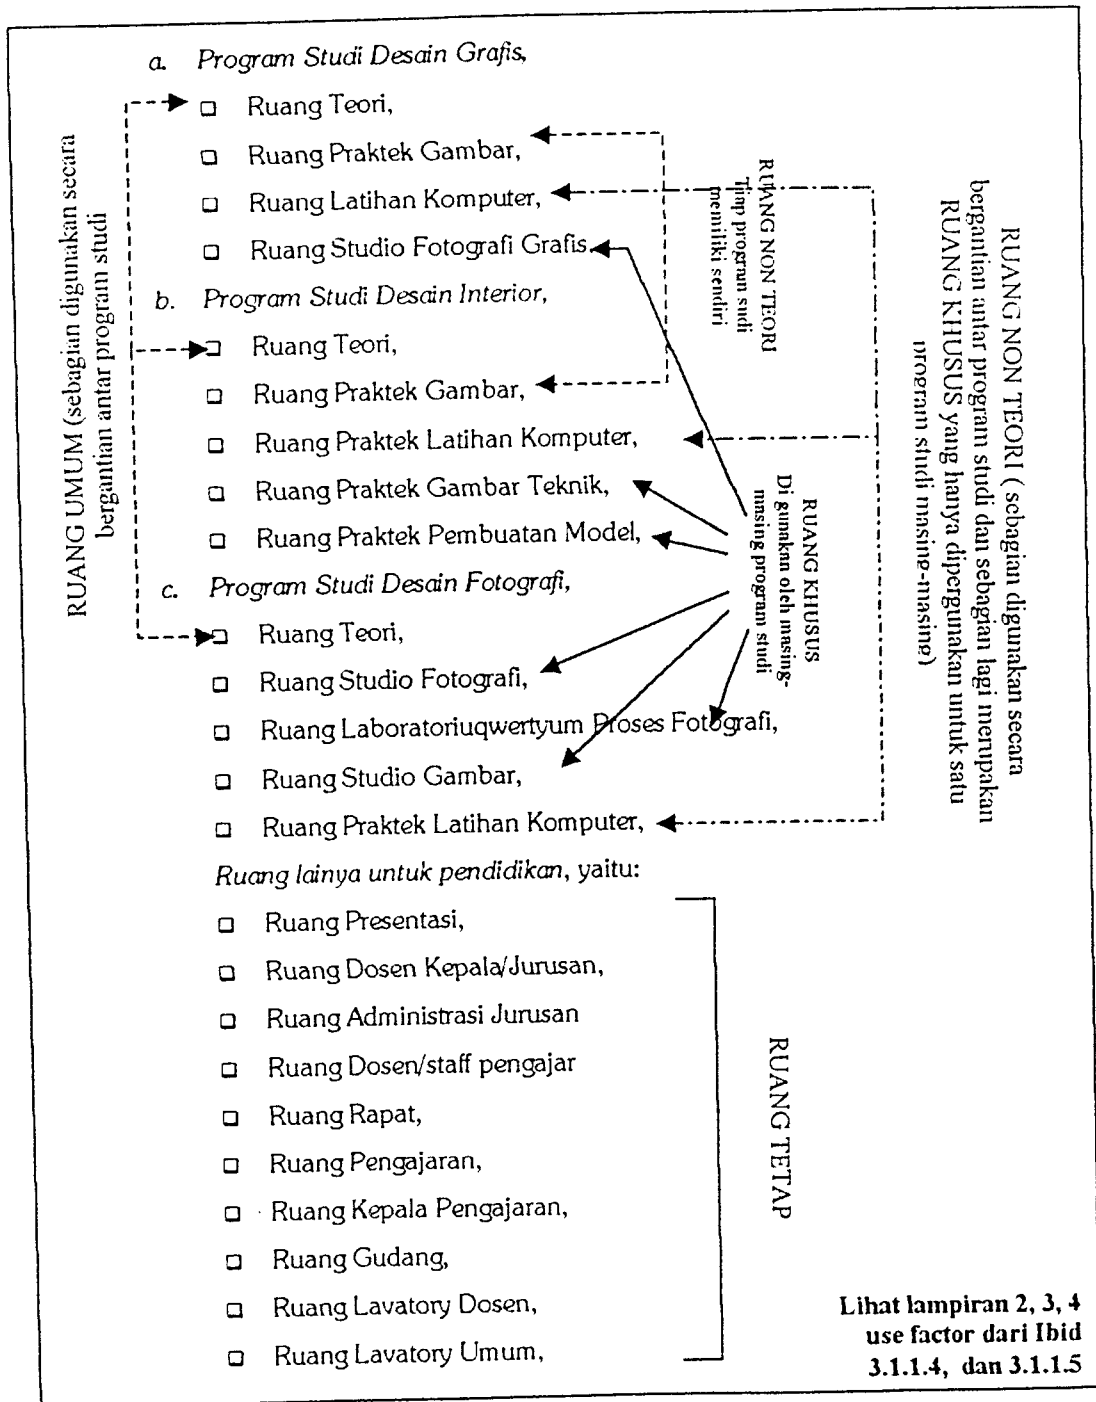 a. Program Studi Desain Grafis,
Ruang Teori,
Ruang Praktek Gambar,
Ruang Latihan Komputer,
Ruang Studio Fotografi Grafis,
b. Program Studi Desain Interior,
Ruang Teori,
Ruang Praktek Gambar,
Ruang Praktek Latihan Komputer,
Ruang Praktek Gambar Teknik,
Ruang Praktek Pembuatan Model,
c. Program Studi Desain Fotografi,
Ruang Teori,
Ruang Studio Fotografi,
Ruang Laboratoriuqwertyum Proses Fotografi,
Ruang Studio Gambar,
Ruang Praktek Latihan Komputer,
Ruang lainya untuk pendidikan, yaitu:
Ruang Presentasi,
Ruang Dosen Kepala/Jurusan,
Ruang Administrasi Jurusan
Ruang Dosen/staff pengajar
Ruang Rapat,
Ruang Pengajaran,
Ruang Kepala Pengajaran,
Ruang Gudang,
Ruang Lavatory Dosen,
Ruang Lavatory Umum,
RUANG UMUM (sebagian digunakan secara
bergantian antar program studi
RUANG NON TEORI
Tiap program sudi
memiliki sendiri
RUANG KHUSUS
Di gunakan oleh masing-
masing program studi
RUANG NON TEORI ( sebagian digunakan secara
bergantian antar program studi dan sebagian lagi merupakan
RUANG KHUSUS yang hanya dipergunakan untuk satu
program studi masing-masing)
RUANG TETAP
Lihat lampiran 2, 3, 4
use factor dari Ibid
3.1.1.4, dan 3.1.1.5